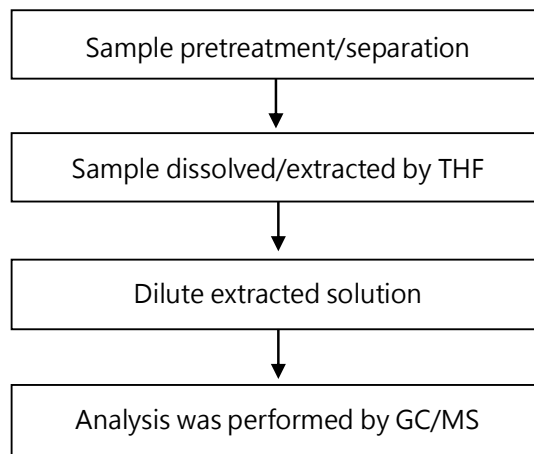 Sample pretreatment/separation
Sample dissolved/extracted by THF
Dilute extracted solution
Analysis was performed by GC/MS